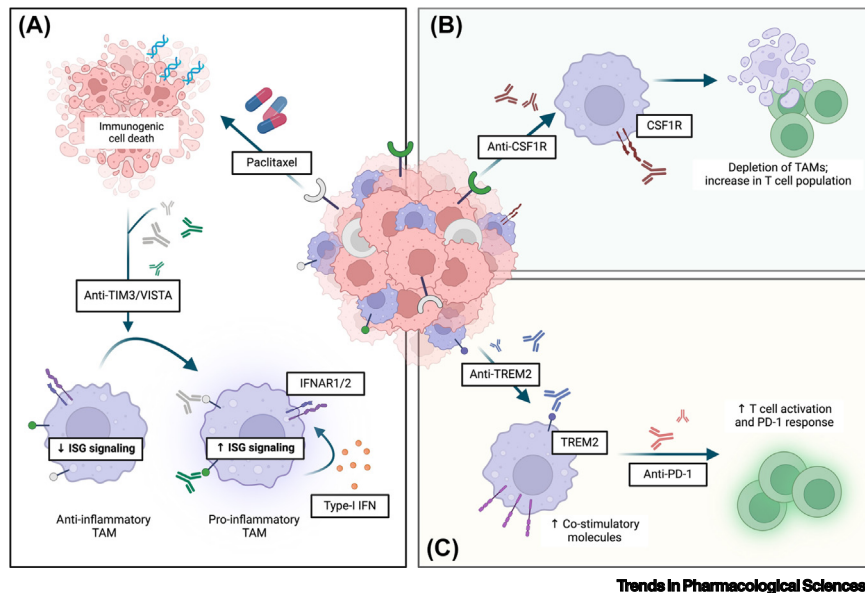 (A)
Immunogenic
cell death
Paclitaxel
Anti-TIM3/VISTA
IFNAR1/2
↓ ISG signaling
↑ ISG signaling
Type-I IFN
Anti-inflammatory
TAM
Pro-inflammatory
TAM
(B)
Anti-CSF1R
CSF1R
Depletion of TAMs;
increase in T cell population
Anti-TREM2
TREM2
↑ Co-stimulatory
molecules
Anti-PD-1
↑ T cell activation
and PD-1 response
(C)
Trends in Pharmacological Sciences